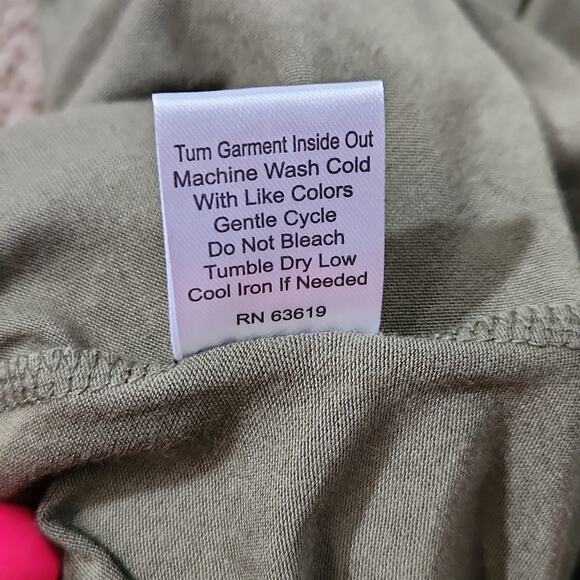 Turn Garment Inside Out
Machine Wash Cold
With Like Colors
Gentle Cycle
Do Not Bleach
Tumble Dry Low
Cool Iron If Needed
RN 63619